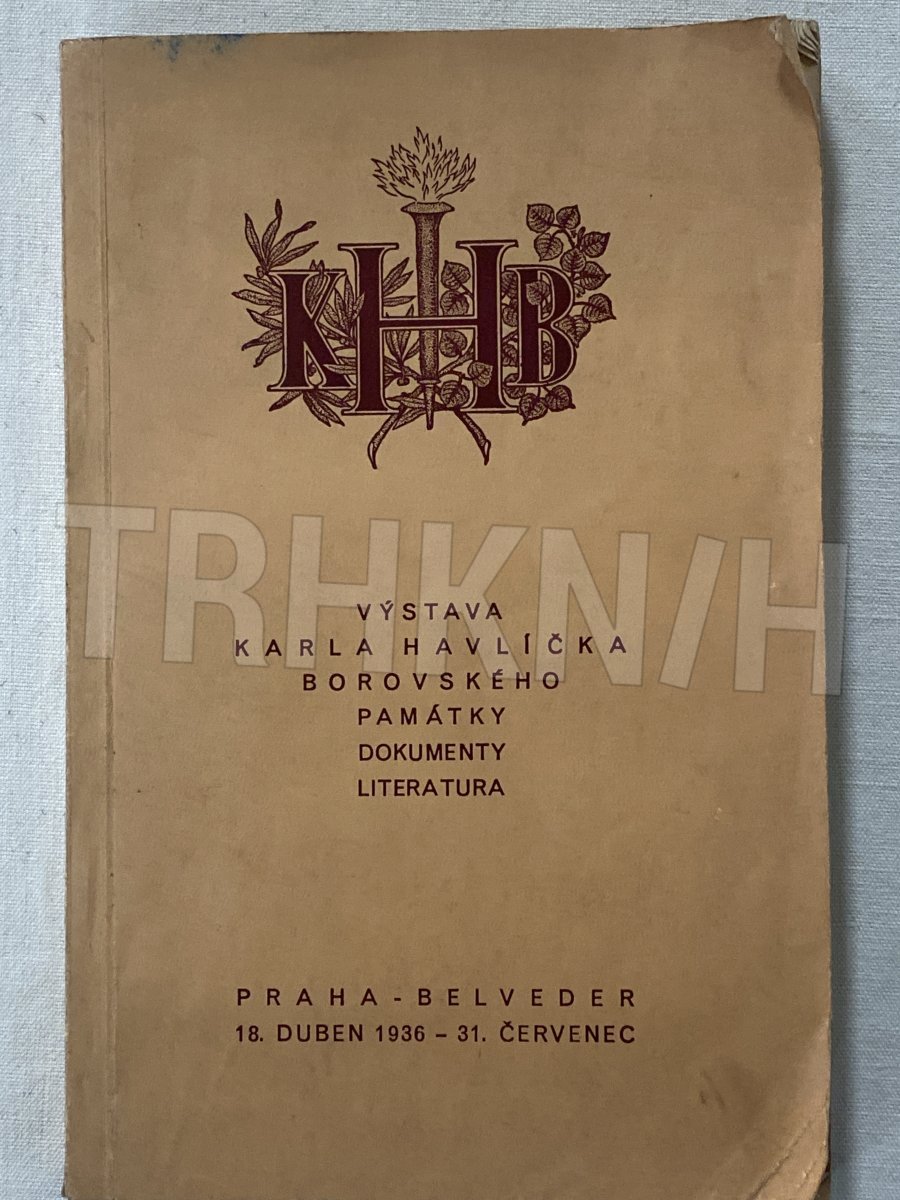 KHB
TRHKNIH
VÝSTAVA
KARLA HAVLÍČKA
BOROVSKÉHO
PAMÁTKY
DOKUMENTY
LITERATURA
PRAHA - BELVEDER
18. DUBEN 1936 – 31. ČERVENEC